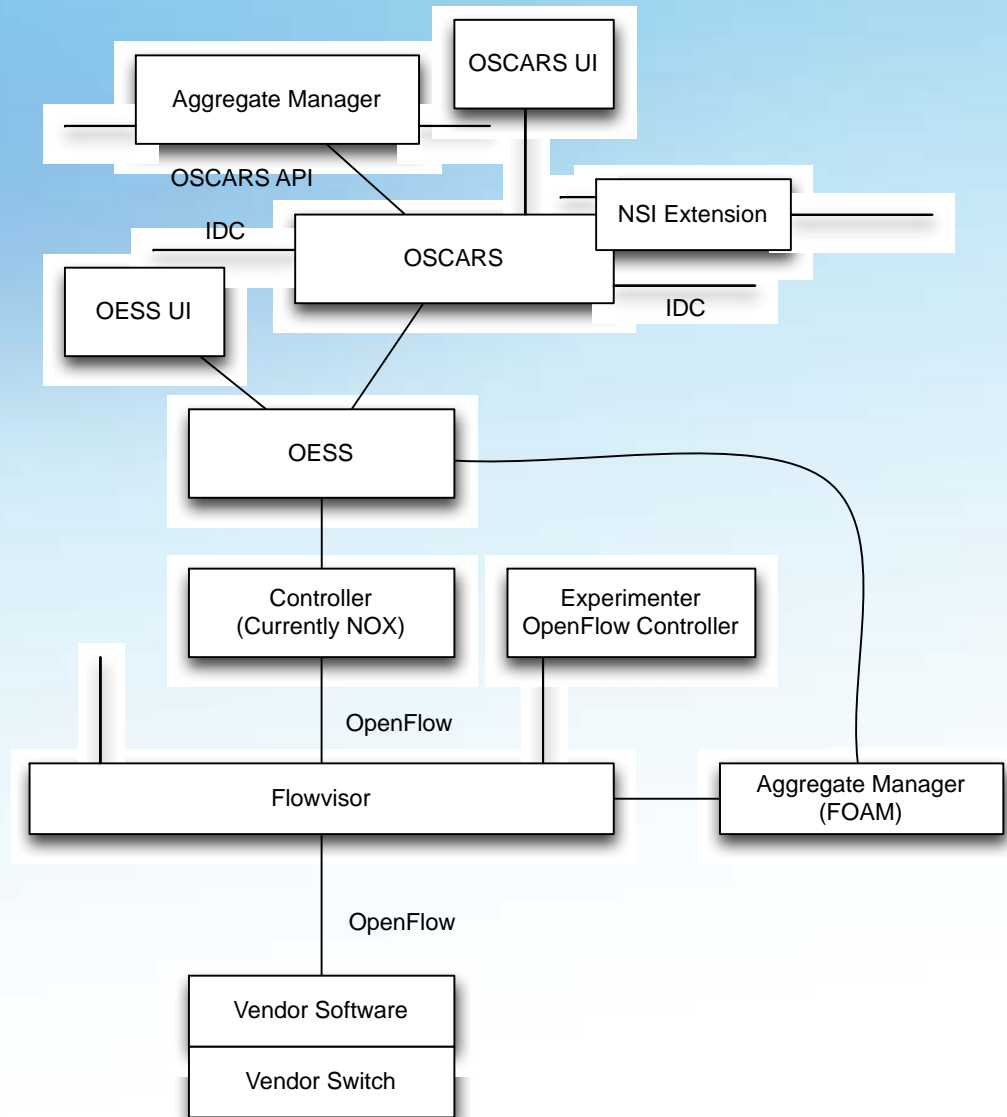 OSCARS UI
Aggregate Manager
OSCARS API
NSI Extension
IDC
OSCARS
IDC
OESS UI
OESS
Controller
(Currently NOX)
Experimenter
OpenFlow Controller
OpenFlow
Flowvisor
Aggregate Manager
(FOAM)
OpenFlow
Vendor Software
Vendor Switch